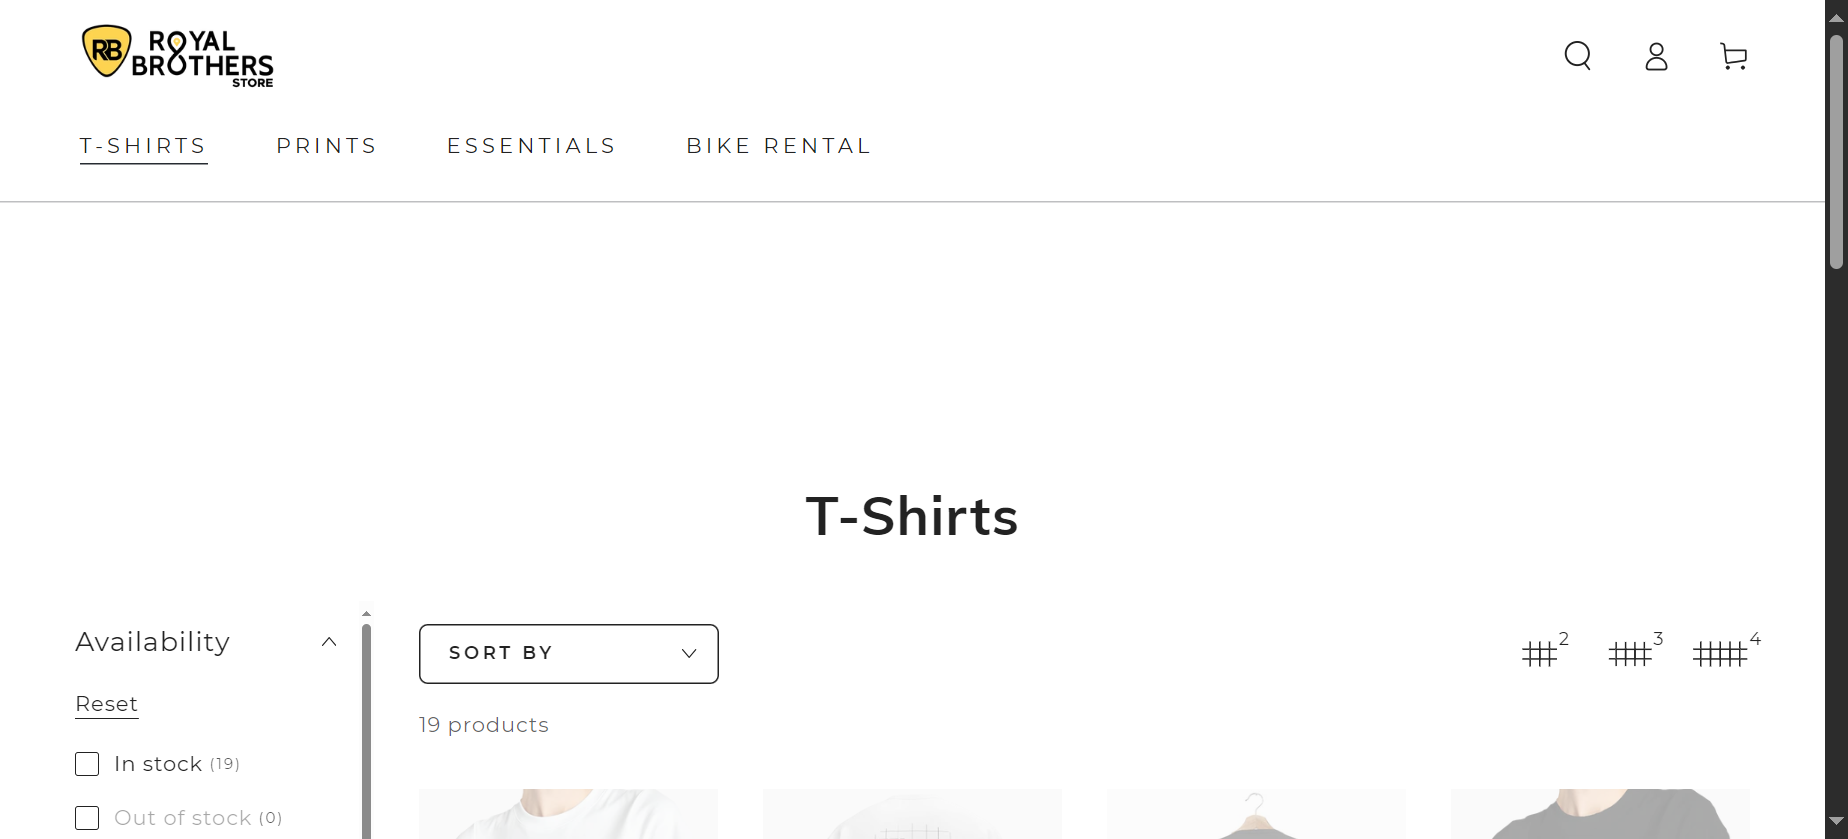 RB ROYAL
BROTHERS
STORE
T-SHIRTS PRINTS ESSENTIALS BIKE RENTAL
T-Shirts
Availability
SORT BY
2 3 4
Reset
19 products
In stock (19)
Out of stock (0)